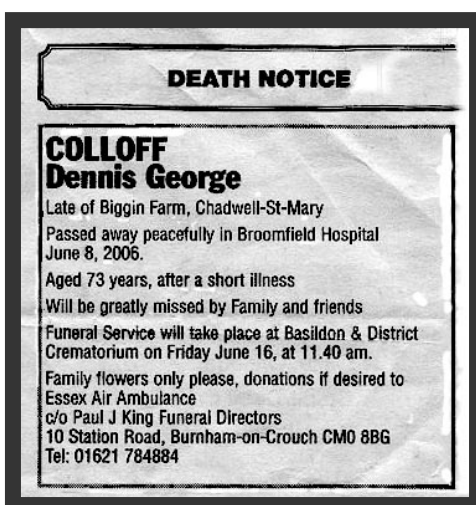 DEATH NOTICE
COLLOFF
Dennis George
Late of Biggin Farm, Chadwell-St-Mary
Passed away peacefully in Broomfield Hospital
June 8, 2006.
Aged 73 years, after a short illness
Will be greatly missed by Family and friends
Funeral Service will take place at Basildon & District
Crematorium on Friday June 16, at 11.40 am.
Family flowers only please, donations if desired to
Essex Air Ambulance
c/o Paul J King Funeral Directors
10 Station Road, Burnham-on-Crouch CM0 8BG
Tel: 01621 784884